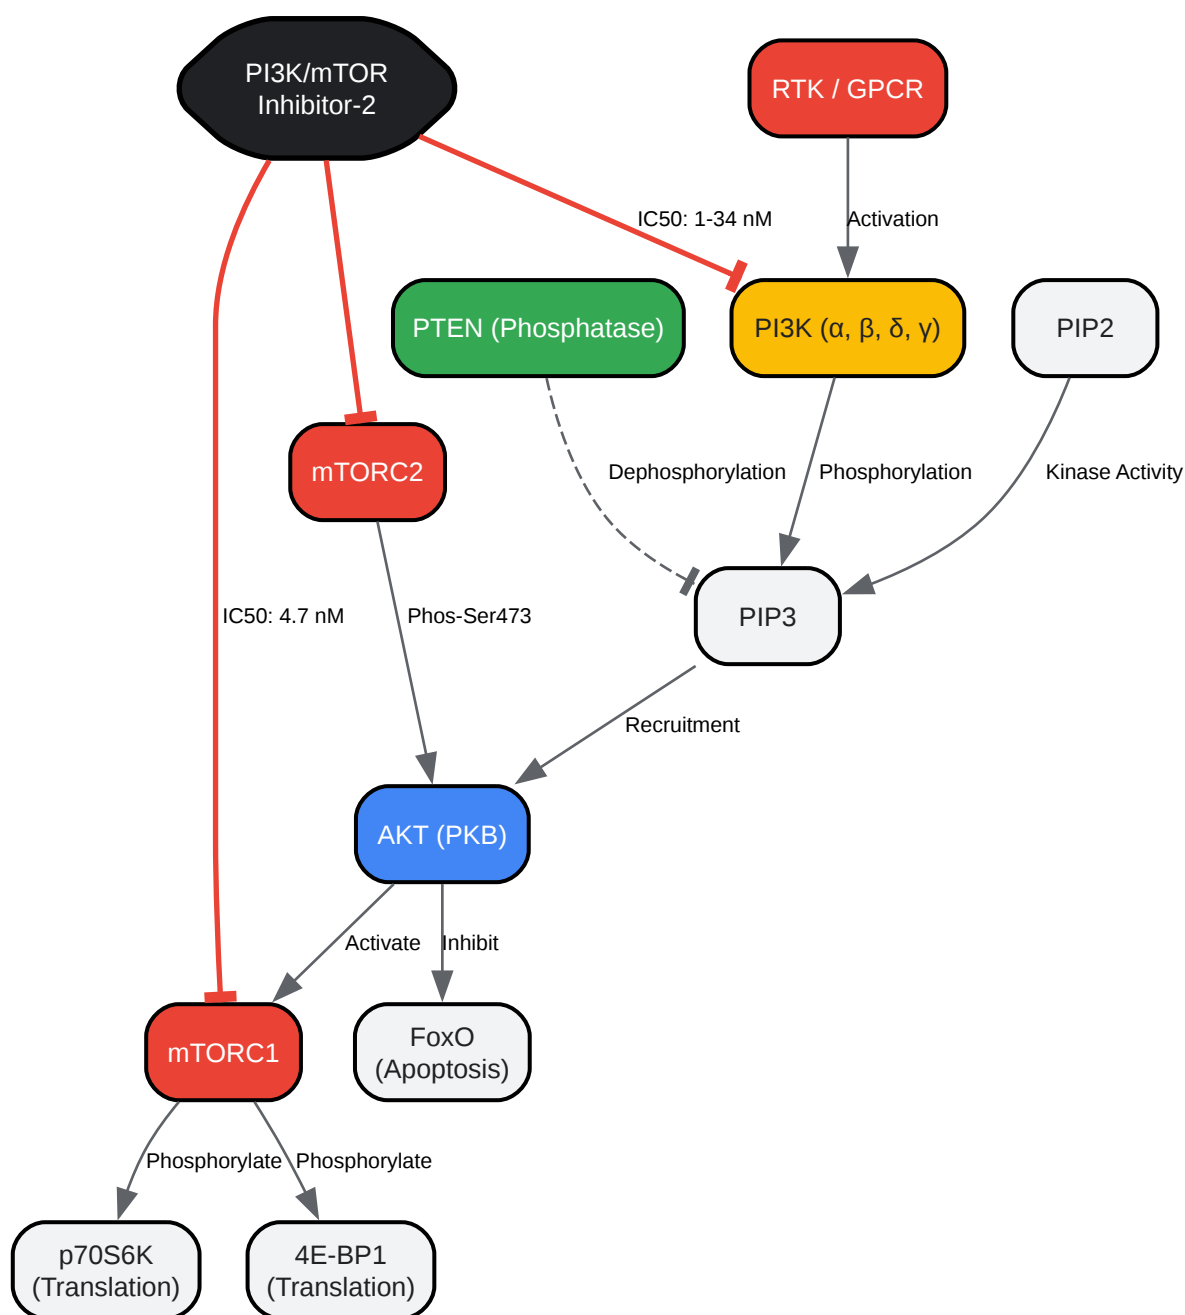 PI3K/mTOR
Inhibitor-2
RTK / GPCR
IC50: 1-34 nM
Activation
PTEN (Phosphatase)
PI3K (α, β, δ, γ)
PIP2
mTORC2
Dephosphorylation
Phosphorylation
Kinase Activity
IC50: 4.7 nM
Phos-Ser473
PIP3
Recruitment
AKT (PKB)
Activate
Inhibit
mTORC1
FoxO
(Apoptosis)
Phosphorylate
Phosphorylate
p70S6K
(Translation)
4E-BP1
(Translation)